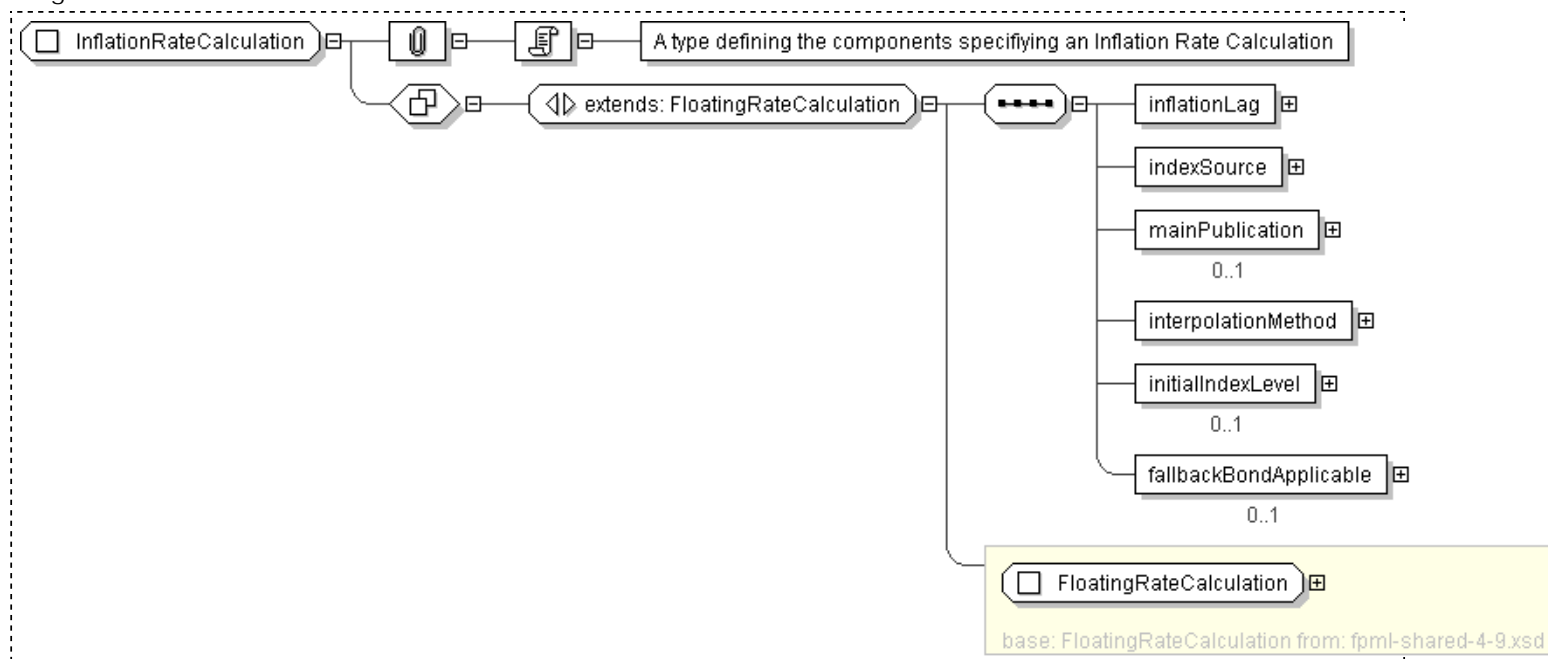 InflationRateCalculation
A type defining the components specifiying an Inflation Rate Calculation
extends: FloatingRateCalculation
inflationLag
indexSource
mainPublication
0..1
interpolationMethod
initialIndexLevel
0..1
fallbackBondApplicable
0..1
FloatingRateCalculation
base: FloatingRateCalculation from: fpml-shared-4-9.xsd